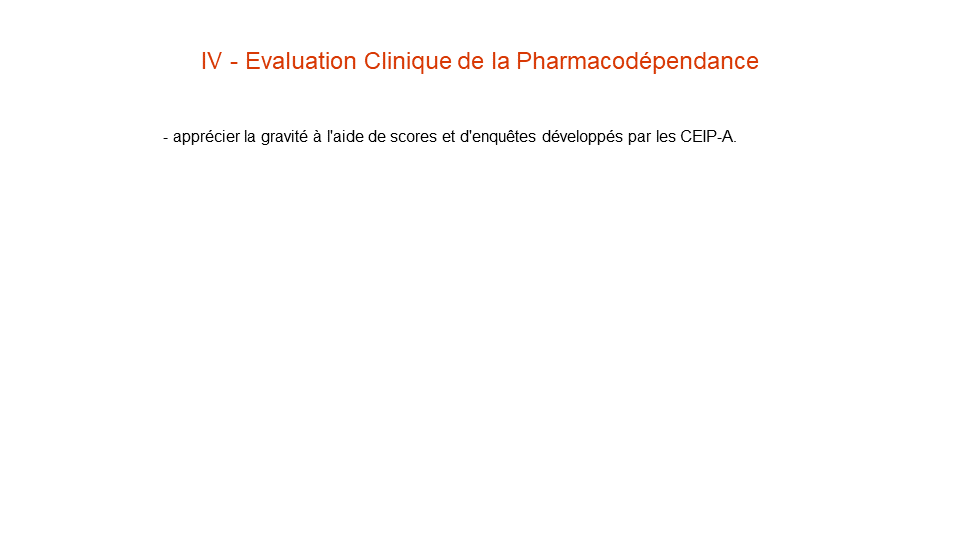 IV - Evaluation Clinique de la Pharmacodépendance
- apprécier la gravité à l'aide de scores et d'enquêtes développés par les CEIP-A.